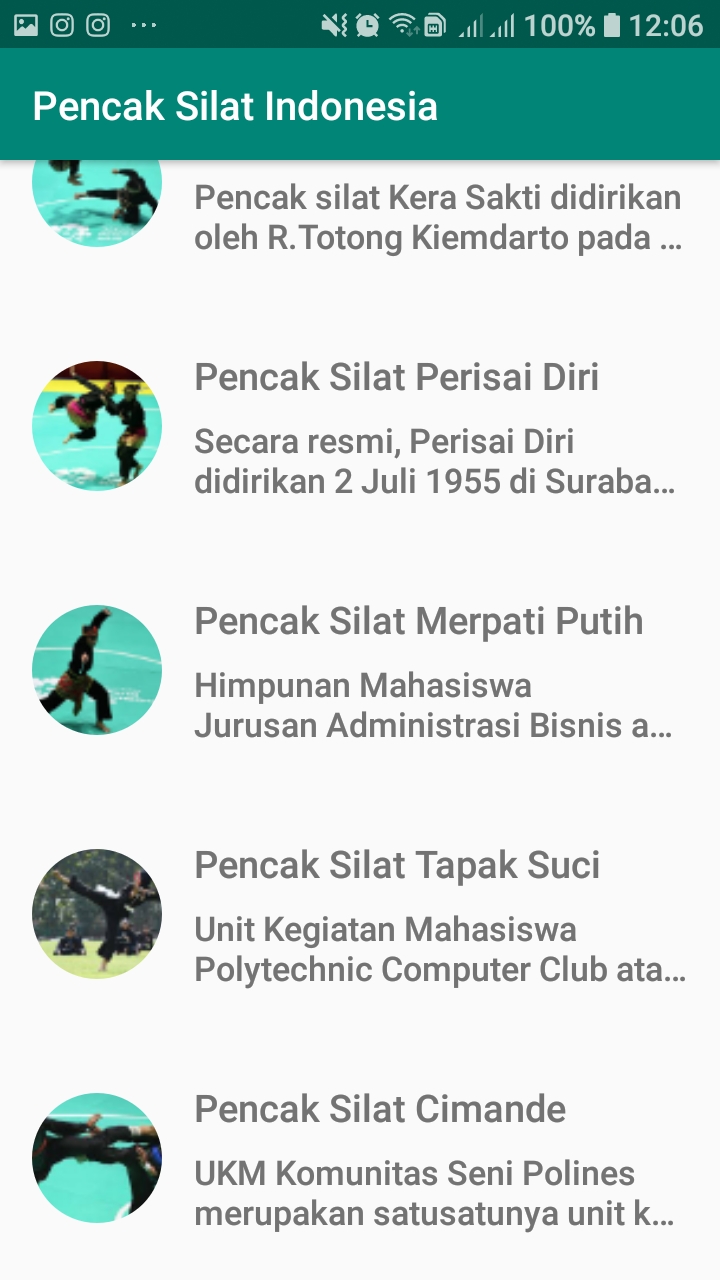 100% 12:06
Pencak Silat Indonesia
Pencak silat Kera Sakti didirikan
oleh R.Totong Kiemdarto pada ...
Pencak Silat Perisai Diri
Secara resmi, Perisai Diri
didirikan 2 Juli 1955 di Suraba...
Pencak Silat Merpati Putih
Himpunan Mahasiswa
Jurusan Administrasi Bisnis a...
Pencak Silat Tapak Suci
Unit Kegiatan Mahasiswa
Polytechnic Computer Club ata...
Pencak Silat Cimande
UKM Komunitas Seni Polines
merupakan satusatunya unit k...